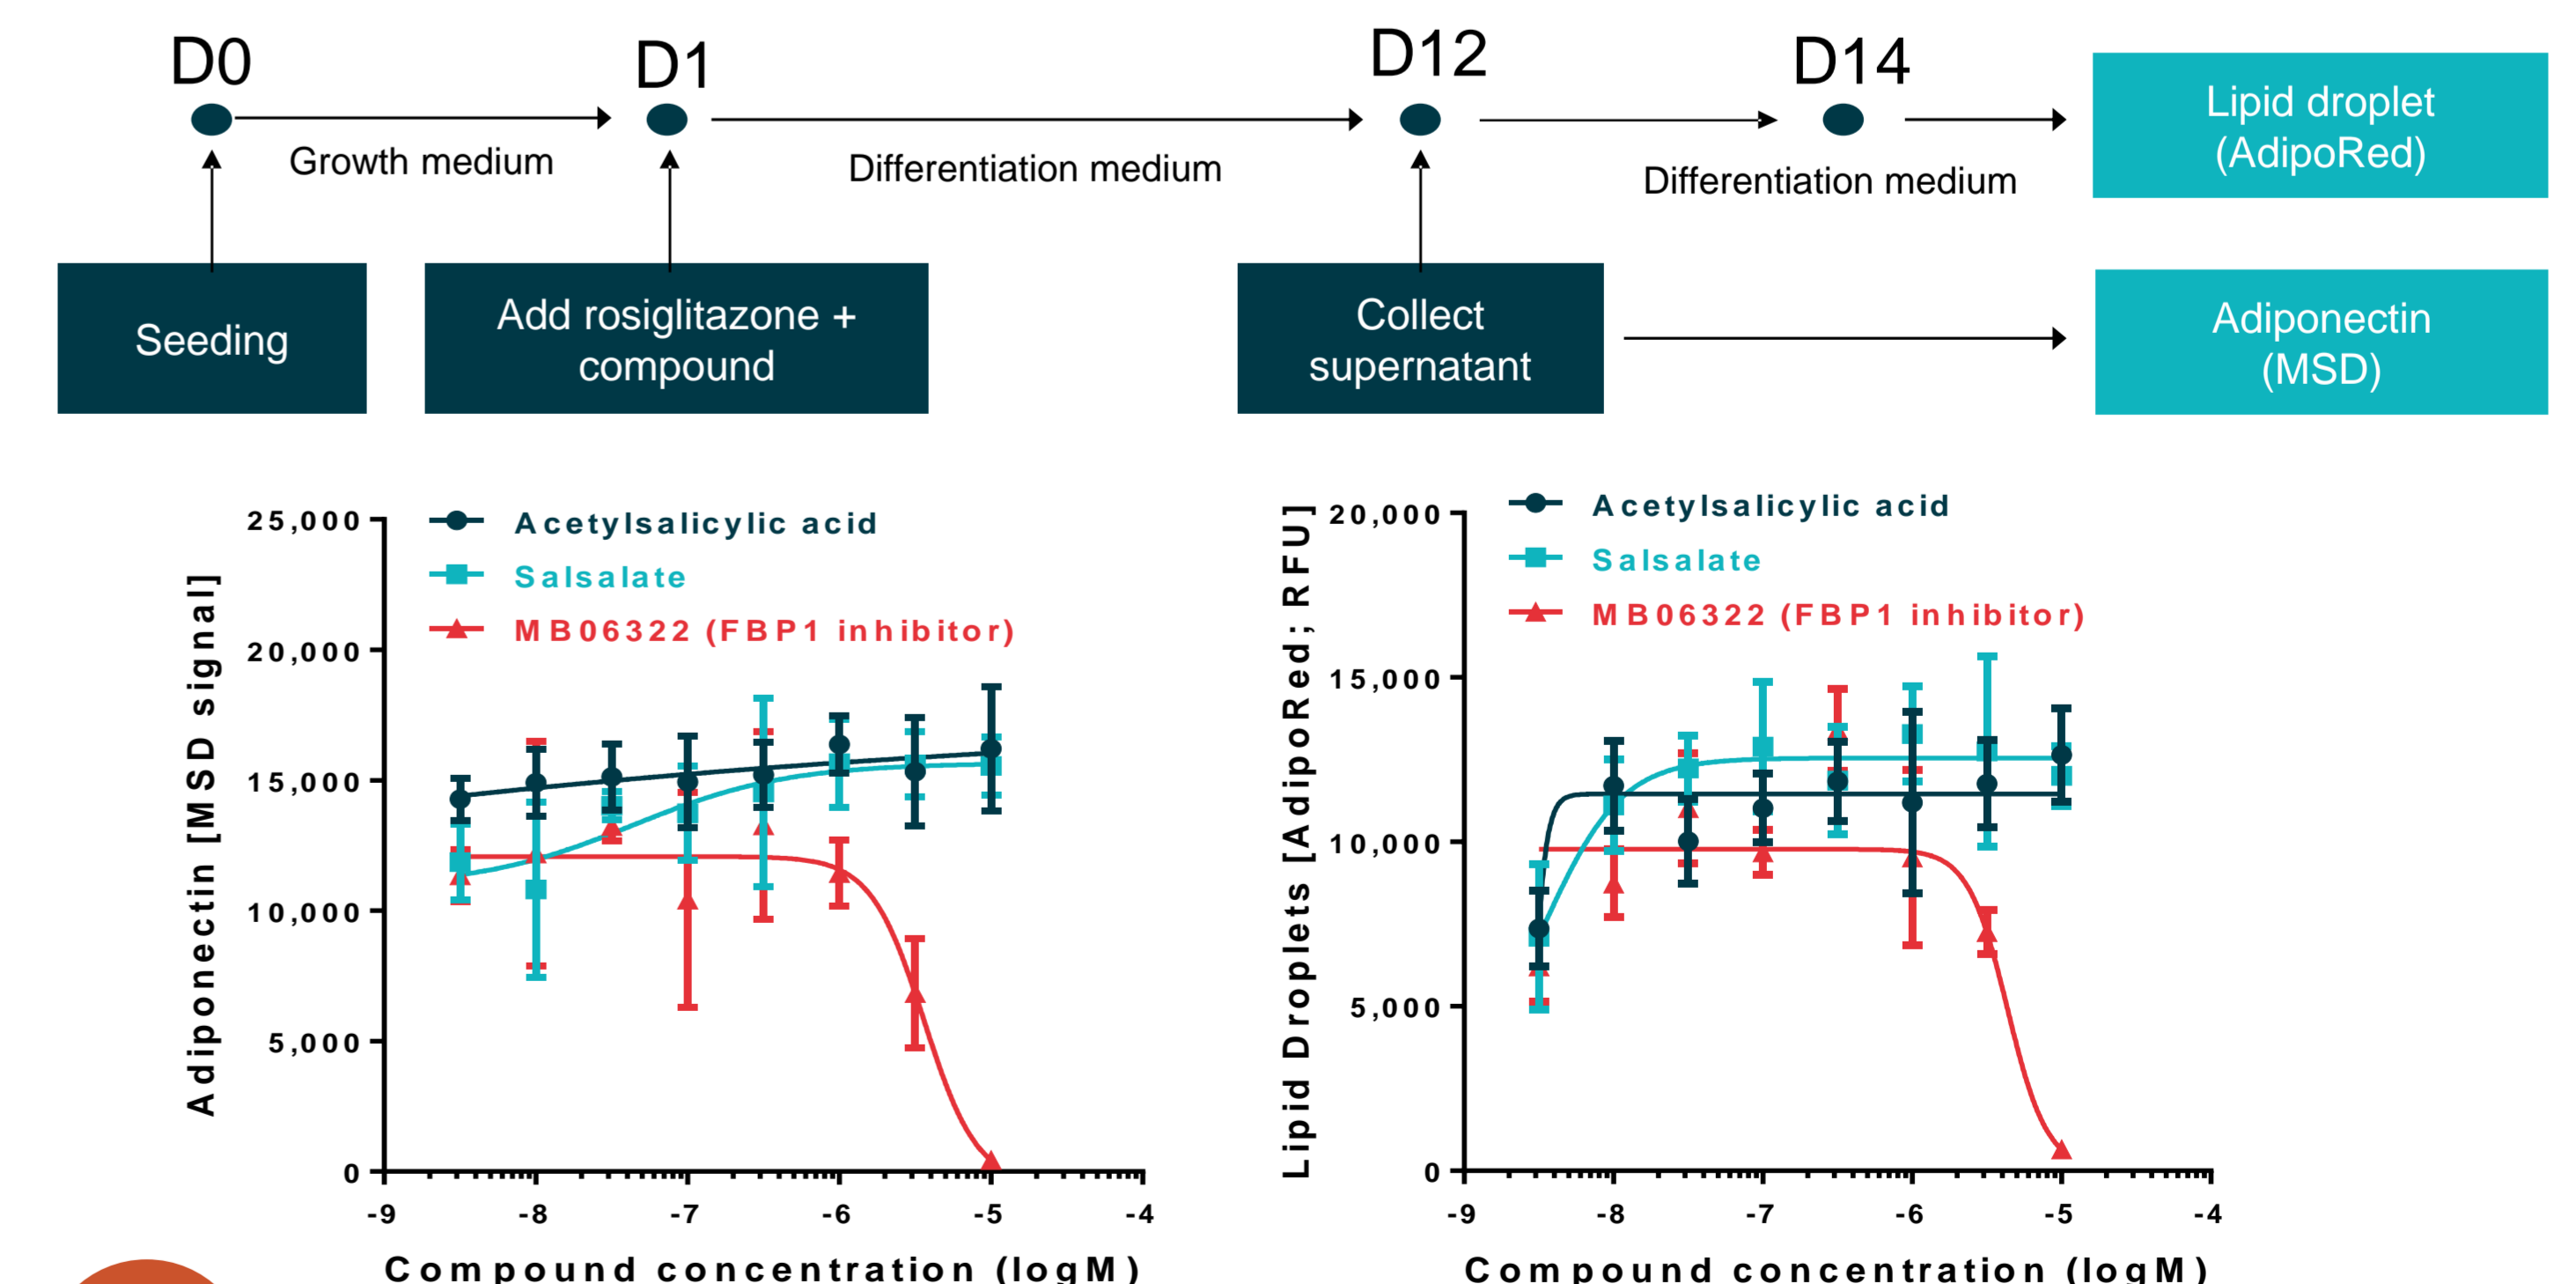 D0
D1
D12
D14
Growth medium
Differentiation medium
Differentiation medium
Lipid droplet
(AdipoRed)
Seeding
Add rosiglitazone +
compound
Collect
supernatant
Adiponectin
(MSD)
Adiponectin [MSD signal]
25,000
20,000
15,000
10,000
5,000
0
Acetylsalicylic acid
Salsalate
MB06322 (FBP1 inhibitor)
-9 -8 -7 -6 -5 -4
Compound concentration (logM)
Lipid Droplets [AdipoRed; RFU]
20,000
15,000
10,000
5,000
0
Acetylsalicylic acid
Salsalate
MB06322 (FBP1 inhibitor)
-9 -8 -7 -6 -5 -4
Compound concentration (logM)